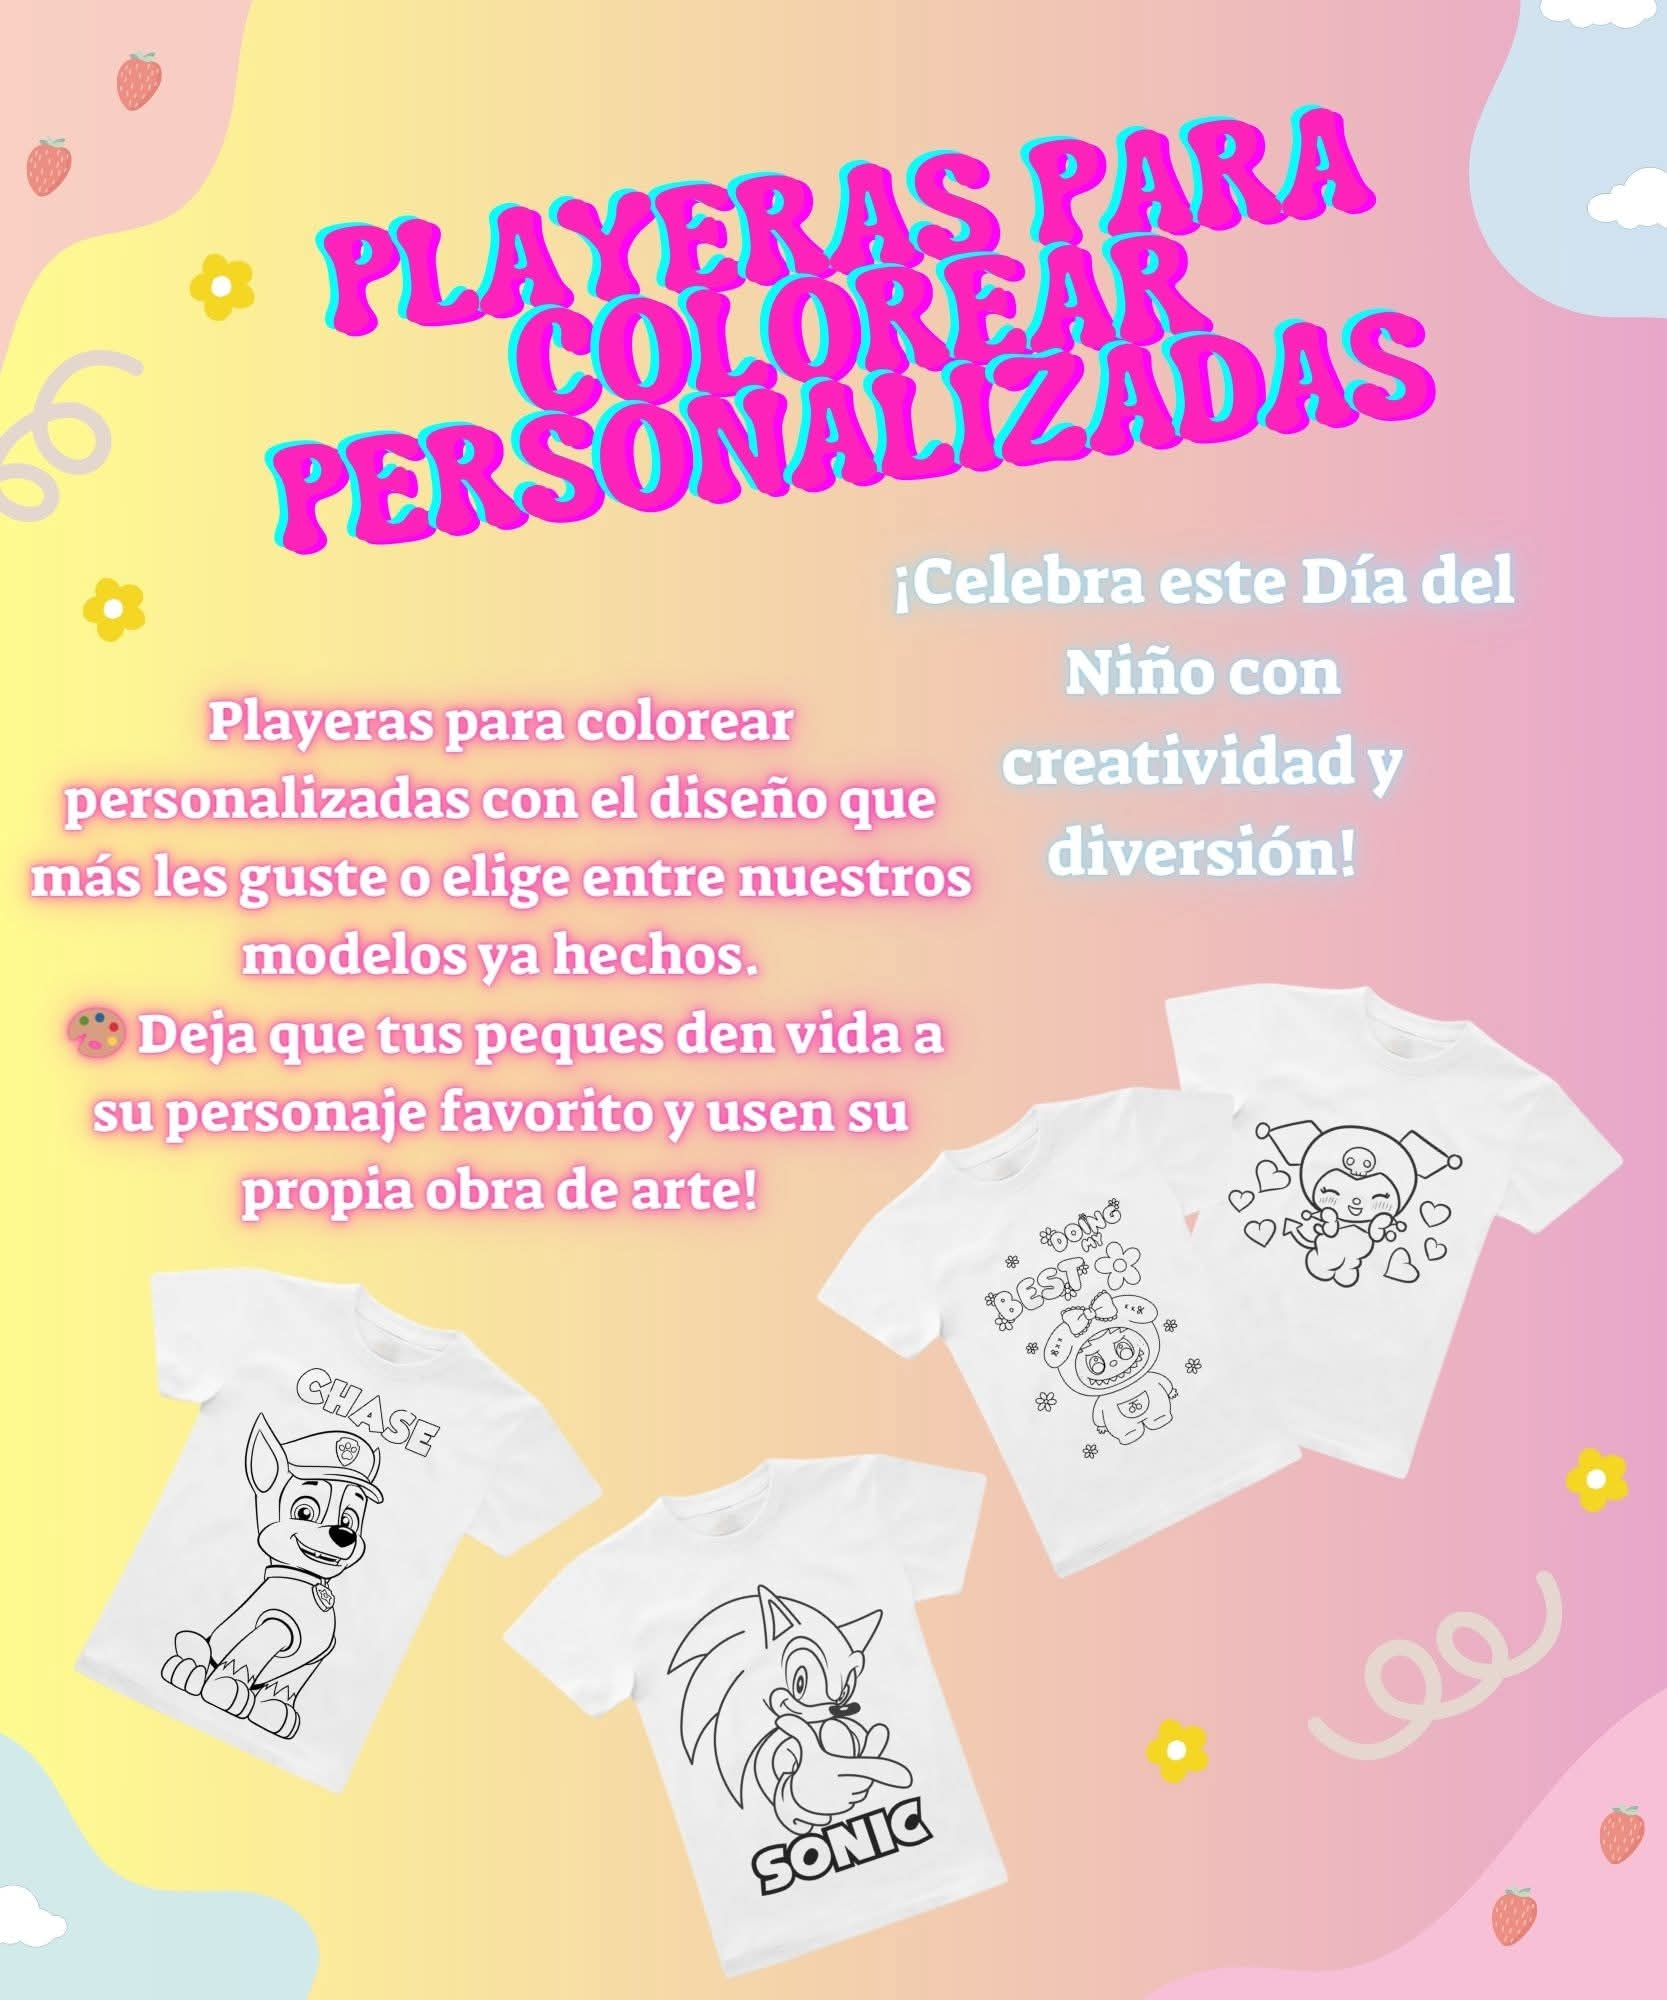 PLAYERAS PARA
COLOREAR
PERSONALIZADAS
¡Celebra este Día del
Niño con
creatividad y
diversión!
Playeras para colorear
personalizadas con el diseño que
más les guste o elige entre nuestros
modelos ya hechos.
🎨 Deja que tus peques den vida a
su personaje favorito y usen su
propia obra de arte!
DOING
MY
BEST
CHASE
SONIC